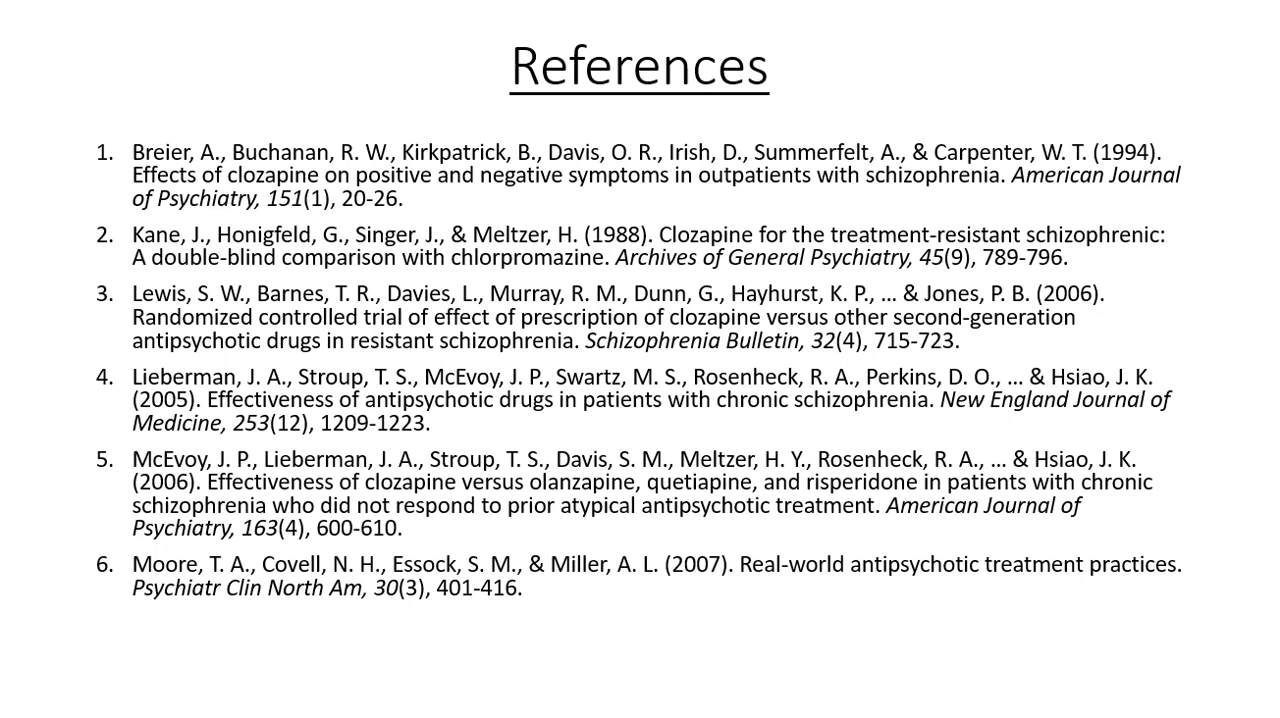 References
1. Breier, A., Buchanan, R. W., Kirkpatrick, B., Davis, O. R., Irish, D., Summerfelt, A., & Carpenter, W. T. (1994).
Effects of clozapine on positive and negative symptoms in outpatients with schizophrenia. American Journal
of Psychiatry, 151(1), 20-26.
2. Kane, J., Honigfeld, G., Singer, J., & Meltzer, H. (1988). Clozapine for the treatment-resistant schizophrenic:
A double-blind comparison with chlorpromazine. Archives of General Psychiatry, 45(9), 789-796.
3. Lewis, S. W., Barnes, T. R., Davies, L., Murray, R. M., Dunn, G., Hayhurst, K. P., ... & Jones, P. B. (2006).
Randomized controlled trial of effect of prescription of clozapine versus other second-generation
antipsychotic drugs in resistant schizophrenia. Schizophrenia Bulletin, 32(4), 715-723.
4. Lieberman, J. A., Stroup, T. S., McEvoy, J. P., Swartz, M. S., Rosenheck, R. A., Perkins, D. O., ... & Hsiao, J. K.
(2005). Effectiveness of antipsychotic drugs in patients with chronic schizophrenia. New England Journal of
Medicine, 253(12), 1209-1223.
5. McEvoy, J. P., Lieberman, J. A., Stroup, T. S., Davis, S. M., Meltzer, H. Y., Rosenheck, R. A., ... & Hsiao, J. K.
(2006). Effectiveness of clozapine versus olanzapine, quetiapine, and risperidone in patients with chronic
schizophrenia who did not respond to prior atypical antipsychotic treatment. American Journal of
Psychiatry, 163(4), 600-610.
6. Moore, T. A., Covell, N. H., Essock, S. M., & Miller, A. L. (2007). Real-world antipsychotic treatment practices.
Psychiatr Clin North Am, 30(3), 401-416.